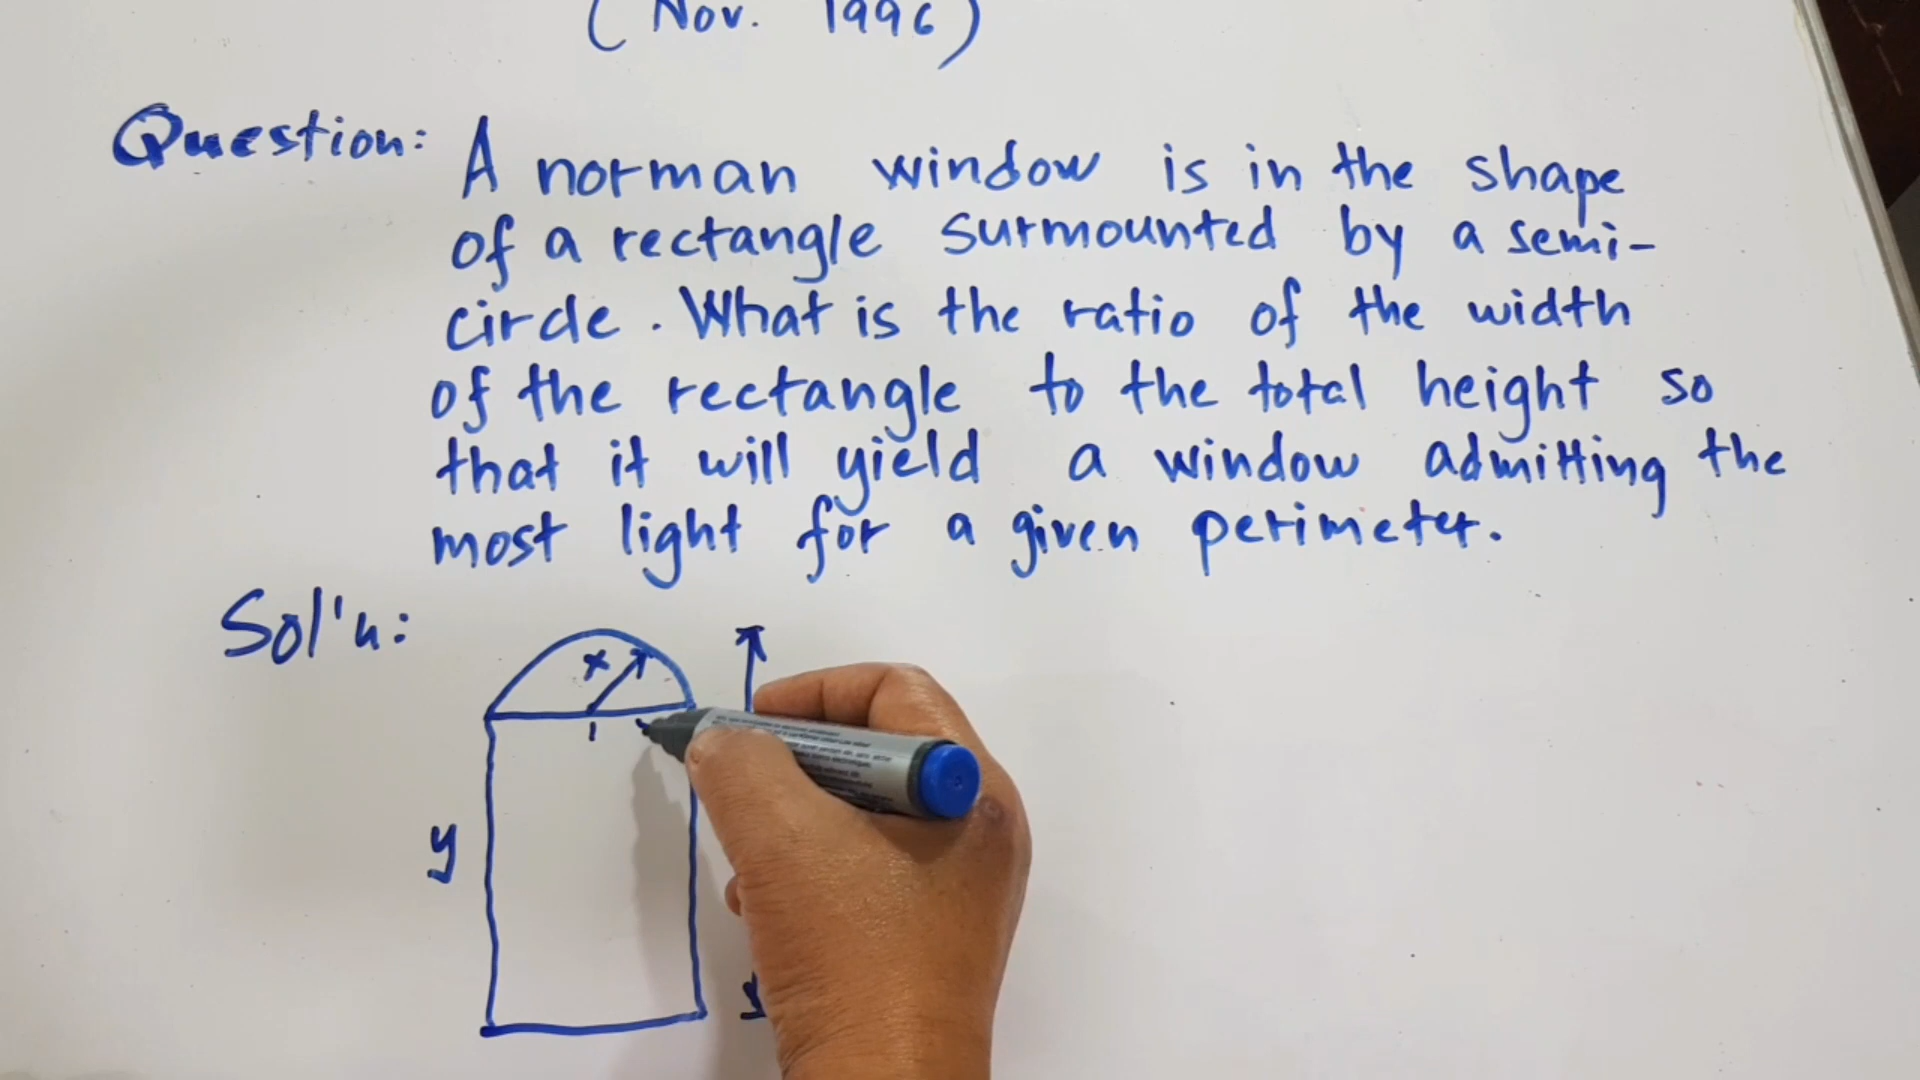 (Nov. 1996)
Question: A norman window is in the shape
of a rectangle surmounted by a semi-
circle. What is the ratio of the width
of the rectangle to the total height so
that it will yield a window admitting the
most light for a given perimeter.
Sol'n:
x
y